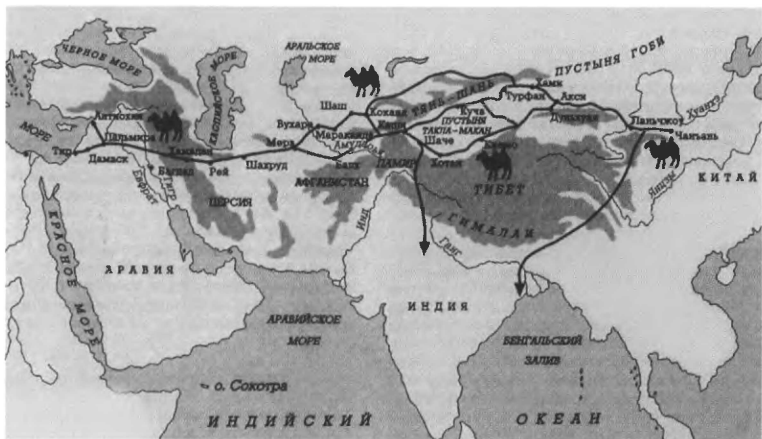 ЧЕРНОЕ МОРЕ
КАСПИЙСКОЕ МОРЕ
АРАЛЬСКОЕ
МОРЕ
ПУСТЫНЯ ГОБИ
ТЯНЬ-ШАНЬ
Хами
Турфан
Акси
Шаш
Коканд
Куча
ПУСТЫНЯ
ТАКЛА-МАКАН
Дуньхуан
Ланьчжоу
Хуанхэ
Чанъань
Антиохия
МОРЕ
Пальмира
Тир
Дамаск
Евфрат
Тигр
Багдад
Хамадан
Рей
Шахруд
Мерв
Бухара
Мараканда
Амударья
Балх
ПАМИР
Шаче
Хотан
ПЕРСИЯ
АФГАНИСТАН
ТИБЕТ
ГИМАЛАИ
Янцзы
КИТАЙ
Инд
Ганг
КРАСНОЕ МОРЕ
АРАВИЯ
ИНДИЯ
АРАВИЙСКОЕ
МОРЕ
БЕНГАЛЬСКИЙ
ЗАЛИВ
о. Сокотра
ИНДИЙСКИЙ ОКЕАН